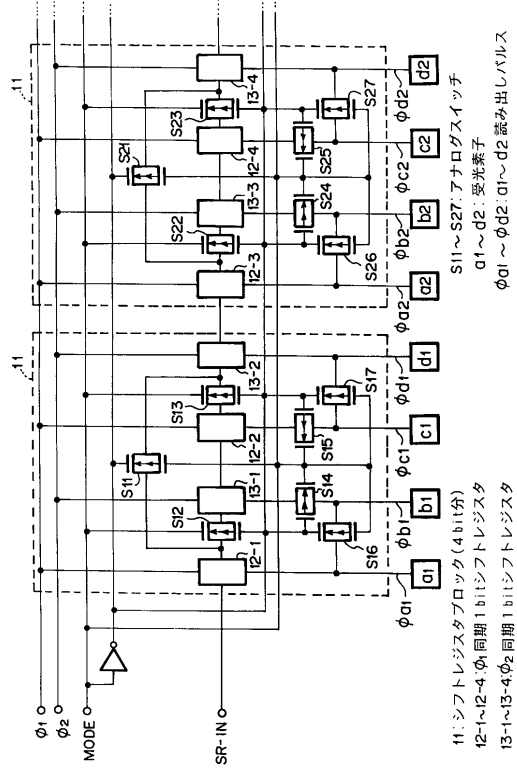 φ1
φ2
MODE
SR-IN
11
11
S11
S12
S13
12-1
13-1
12-2
13-2
S14
S15
S16
S17
φa1
φb1
φc1
φd1
a1
b1
c1
d1
S21
S22
S23
12-3
13-3
12-4
13-4
S24
S25
S26
S27
φa2
φb2
φc2
φd2
a2
b2
c2
d2
11:シフトレジスタブロック(4bit分)
12-1~12-4:φ1同期1bitシフトレジスタ
13-1~13-4:φ2同期1bitシフトレジスタ
S11~S27:アナログスイッチ
a1~d2:受光素子
φa1~φd2:a1~d2読み出しパルス